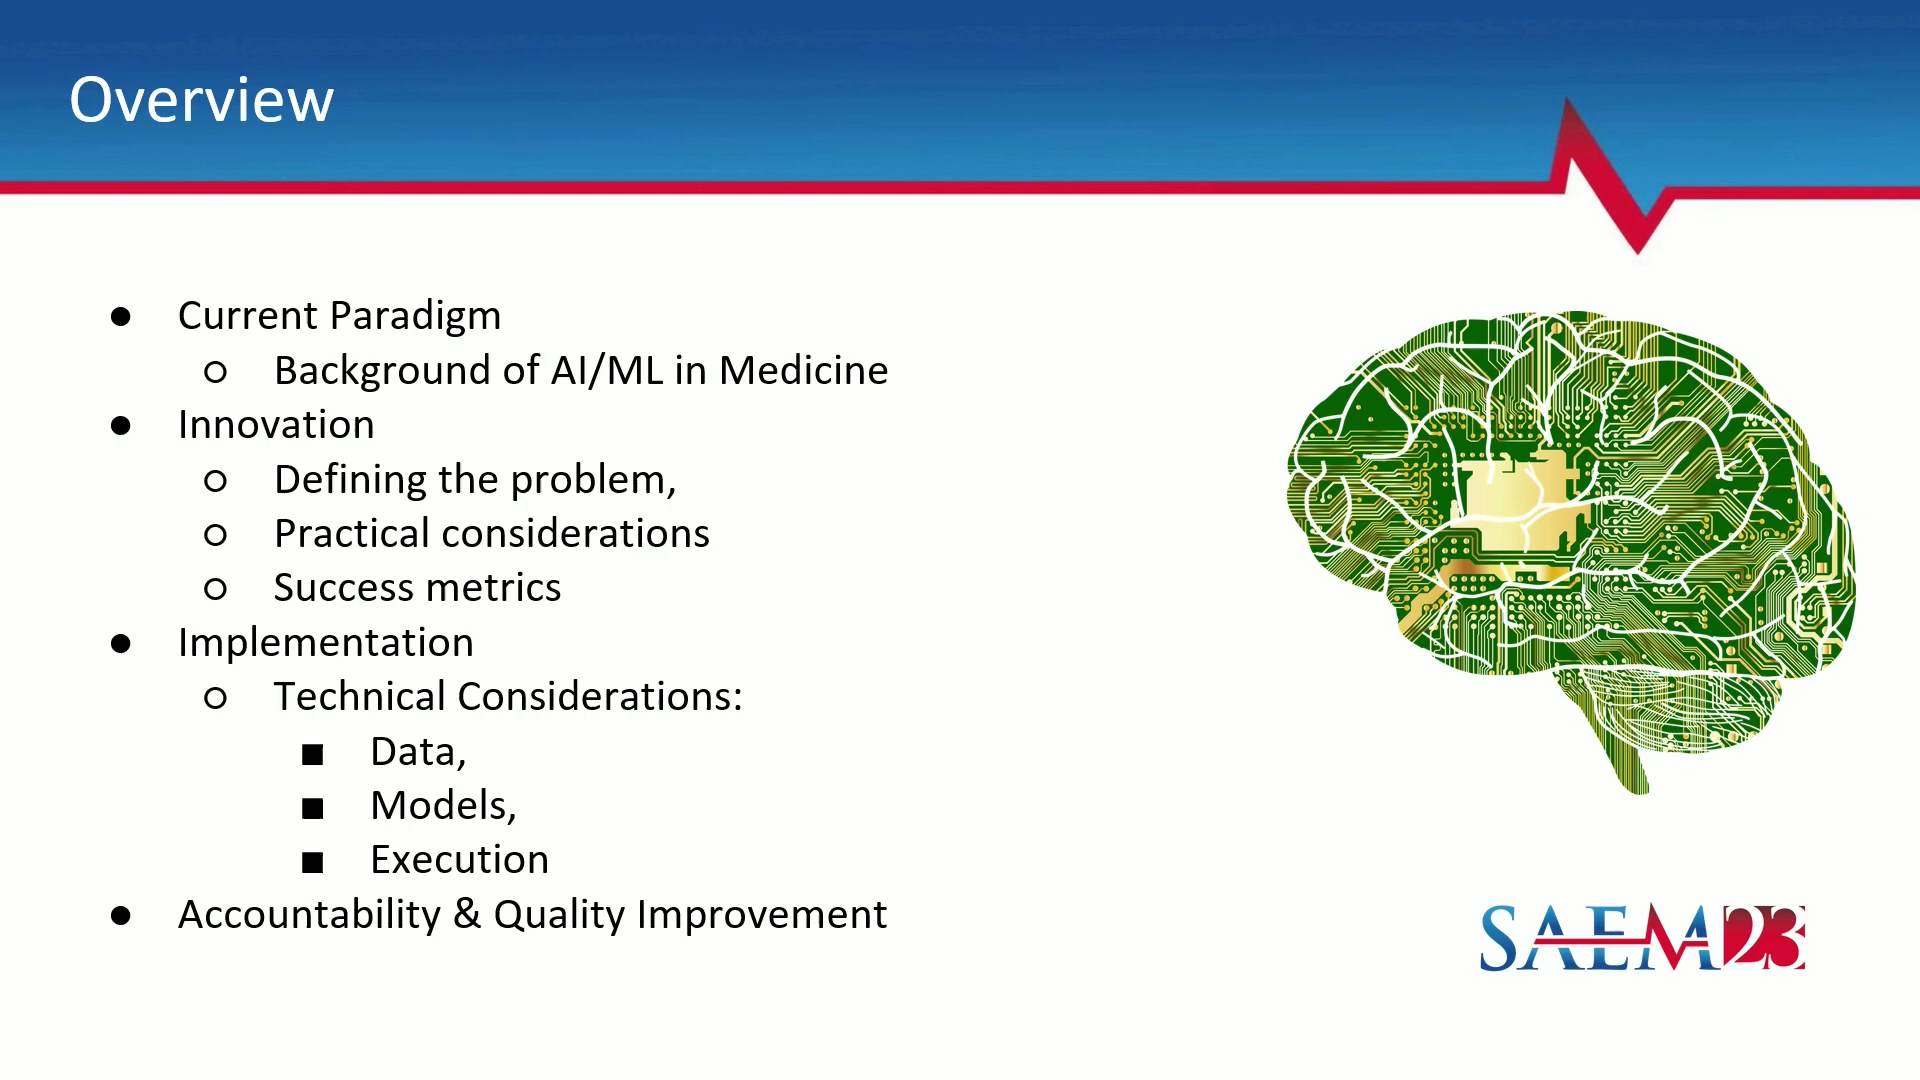 Overview
● Current Paradigm
○ Background of AI/ML in Medicine
● Innovation
○ Defining the problem,
○ Practical considerations
○ Success metrics
● Implementation
○ Technical Considerations:
■ Data,
■ Models,
■ Execution
● Accountability & Quality Improvement
SAEM23